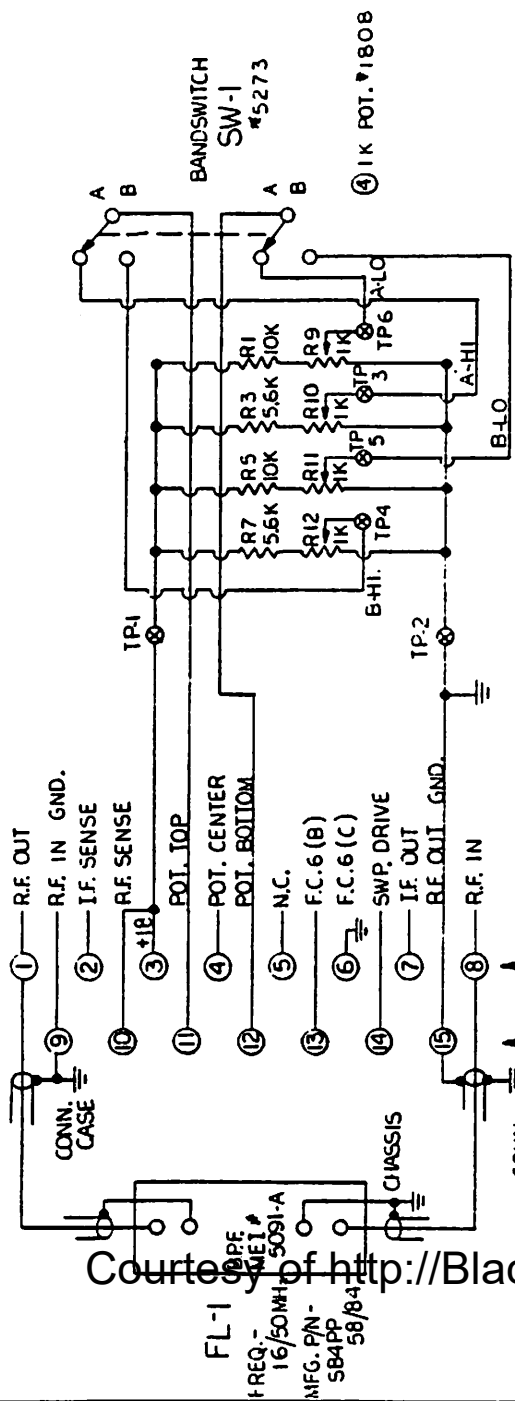 ① R.F. OUT
⑨ R.F. IN GND.
② I.F. SENSE
⑩ R.F. SENSE
③ +18
⑪ POT. TOP
④ POT. CENTER
⑫ POT. BOTTOM
⑤ N.C.
⑬ F.C.6 (B)
⑥ F.C.6 (C)
⑭ SWP. DRIVE
⑦ I.F. OUT
⑮ R.F. OUT GND.
⑧ R.F. IN
CONN.
CASE
CHASSIS
FL-1
B.P.F.
MEI #
5091-A
FREQ.-
16/50MH
MFG. P/N-
SB4PP
58/84
TP-1
TP-2
R7
5.6K
R5
10K
R3
5.6K
R1
10K
R12
1K
R11
1K
R10
1K
R9
1K
TP4
TP
5
TP
3
TP6
B-HI.
B-LO
A-HI
A-LO
A
B
A
B
BANDSWITCH
SW-1
#5273
④ 1K POT. #1808
Courtesy of http://Blac